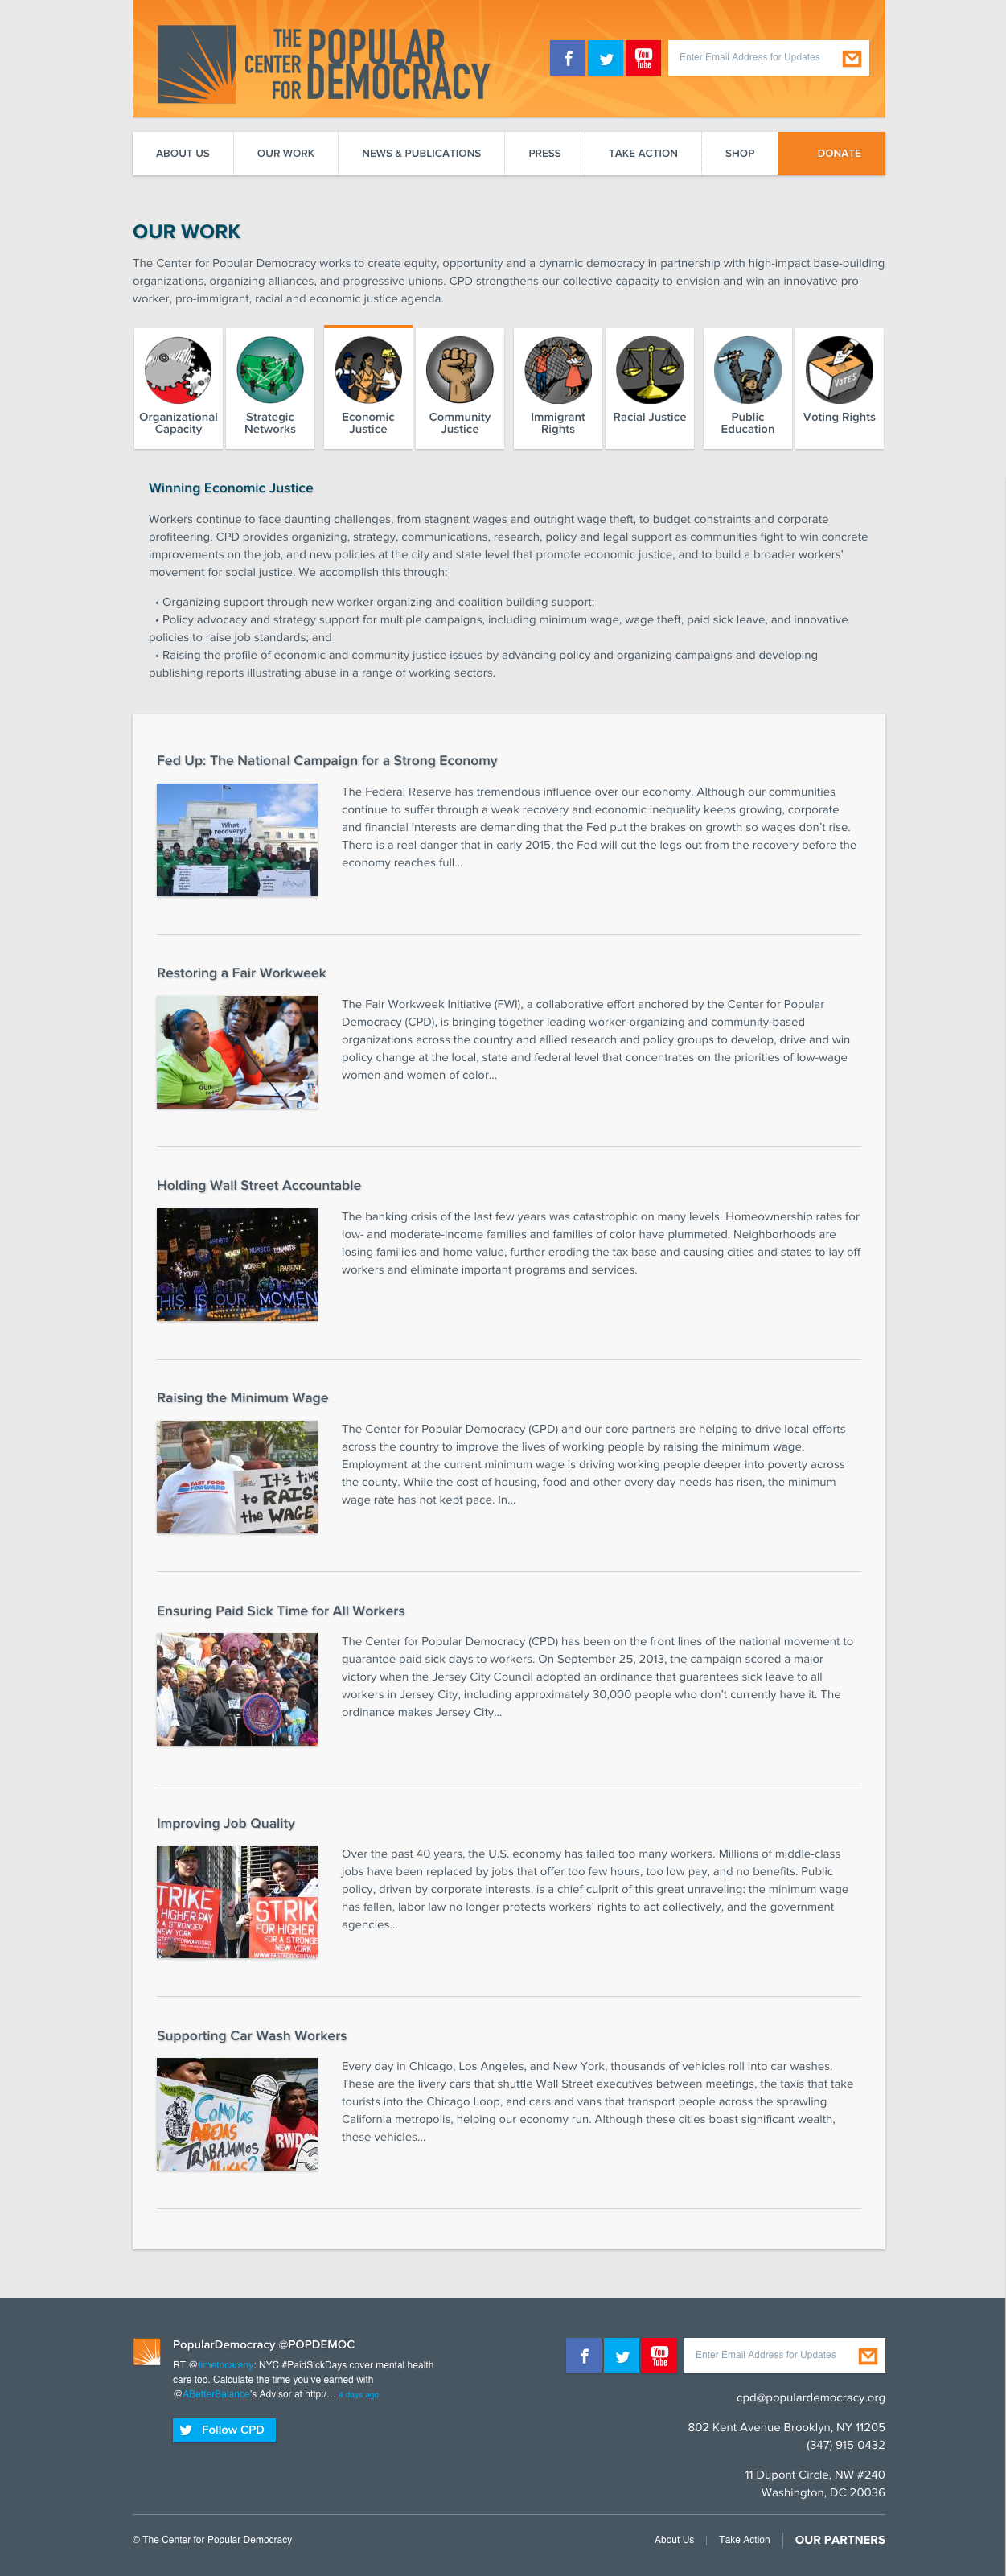 THE POPULAR
CENTER
FOR DEMOCRACY
f
You
Tube
Enter Email Address for Updates
ABOUT US
OUR WORK
NEWS & PUBLICATIONS
PRESS
TAKE ACTION
SHOP
DONATE
OUR WORK
The Center for Popular Democracy works to create equity, opportunity and a dynamic democracy in partnership with high-impact base-building
organizations, organizing alliances, and progressive unions. CPD strengthens our collective capacity to envision and win an innovative pro-
worker, pro-immigrant, racial and economic justice agenda.
VOTES
Organizational
Capacity
Strategic
Networks
Economic
Justice
Community
Justice
Immigrant
Rights
Racial Justice
Public
Education
Voting Rights
Winning Economic Justice
Workers continue to face daunting challenges, from stagnant wages and outright wage theft, to budget constraints and corporate
profiteering. CPD provides organizing, strategy, communications, research, policy and legal support as communities fight to win concrete
improvements on the job, and new policies at the city and state level that promote economic justice, and to build a broader workers'
movement for social justice. We accomplish this through:
• Organizing support through new worker organizing and coalition building support;
• Policy advocacy and strategy support for multiple campaigns, including minimum wage, wage theft, paid sick leave, and innovative
policies to raise job standards; and
• Raising the profile of economic and community justice issues by advancing policy and organizing campaigns and developing
publishing reports illustrating abuse in a range of working sectors.
Fed Up: The National Campaign for a Strong Economy
What
recovery?
The Federal Reserve has tremendous influence over our economy. Although our communities
continue to suffer through a weak recovery and economic inequality keeps growing, corporate
and financial interests are demanding that the Fed put the brakes on growth so wages don't rise.
There is a real danger that in early 2015, the Fed will cut the legs out from the recovery before the
economy reaches full...
Restoring a Fair Workweek
OUR
The Fair Workweek Initiative (FWI), a collaborative effort anchored by the Center for Popular
Democracy (CPD), is bringing together leading worker-organizing and community-based
organizations across the country and allied research and policy groups to develop, drive and win
policy change at the local, state and federal level that concentrates on the priorities of low-wage
women and women of color...
Holding Wall Street Accountable
ARTISTS
WOMEN
NURSES
TENANTS
WORKERS
PARENT
THIS IS OUR MOMEN
The banking crisis of the last few years was catastrophic on many levels. Homeownership rates for
low- and moderate-income families and families of color have plummeted. Neighborhoods are
losing families and home value, further eroding the tax base and causing cities and states to lay off
workers and eliminate important programs and services.
Raising the Minimum Wage
FAST FOOD
FORWARD
It's time
to RAISE
the WAGE
The Center for Popular Democracy (CPD) and our core partners are helping to drive local efforts
across the country to improve the lives of working people by raising the minimum wage.
Employment at the current minimum wage is driving working people deeper into poverty across
the county. While the cost of housing, food and other every day needs has risen, the minimum
wage rate has not kept pace. In...
Ensuring Paid Sick Time for All Workers
The Center for Popular Democracy (CPD) has been on the front lines of the national movement to
guarantee paid sick days to workers. On September 25, 2013, the campaign scored a major
victory when the Jersey City Council adopted an ordinance that guarantees sick leave to all
workers in Jersey City, including approximately 30,000 people who don't currently have it. The
ordinance makes Jersey City...
Improving Job Quality
TRIKE
HIGHER PAY
A STRONGER
NEW YORK
STRIK
FOR HIGHER
FOR A STRONGER
NEW YORK
Over the past 40 years, the U.S. economy has failed too many workers. Millions of middle-class
jobs have been replaced by jobs that offer too few hours, too low pay, and no benefits. Public
policy, driven by corporate interests, is a chief culprit of this great unraveling: the minimum wage
has fallen, labor law no longer protects workers' rights to act collectively, and the government
agencies...
Supporting Car Wash Workers
Como las
ABEJAS
TRABAJAMOS
RWDS
Every day in Chicago, Los Angeles, and New York, thousands of vehicles roll into car washes.
These are the livery cars that shuttle Wall Street executives between meetings, the taxis that take
tourists into the Chicago Loop, and cars and vans that transport people across the sprawling
California metropolis, helping our economy run. Although these cities boast significant wealth,
these vehicles...
PopularDemocracy @POPDEMOC
RT @timetocareny: NYC #PaidSickDays cover mental health
care too. Calculate the time you've earned with
@ABetterBalance's Advisor at http:/... 4 days ago
Follow CPD
f
You
Tube
Enter Email Address for Updates
cpd@populardemocracy.org
802 Kent Avenue Brooklyn, NY 11205
(347) 915-0432
11 Dupont Circle, NW #240
Washington, DC 20036
© The Center for Popular Democracy
About Us
Take Action
OUR PARTNERS